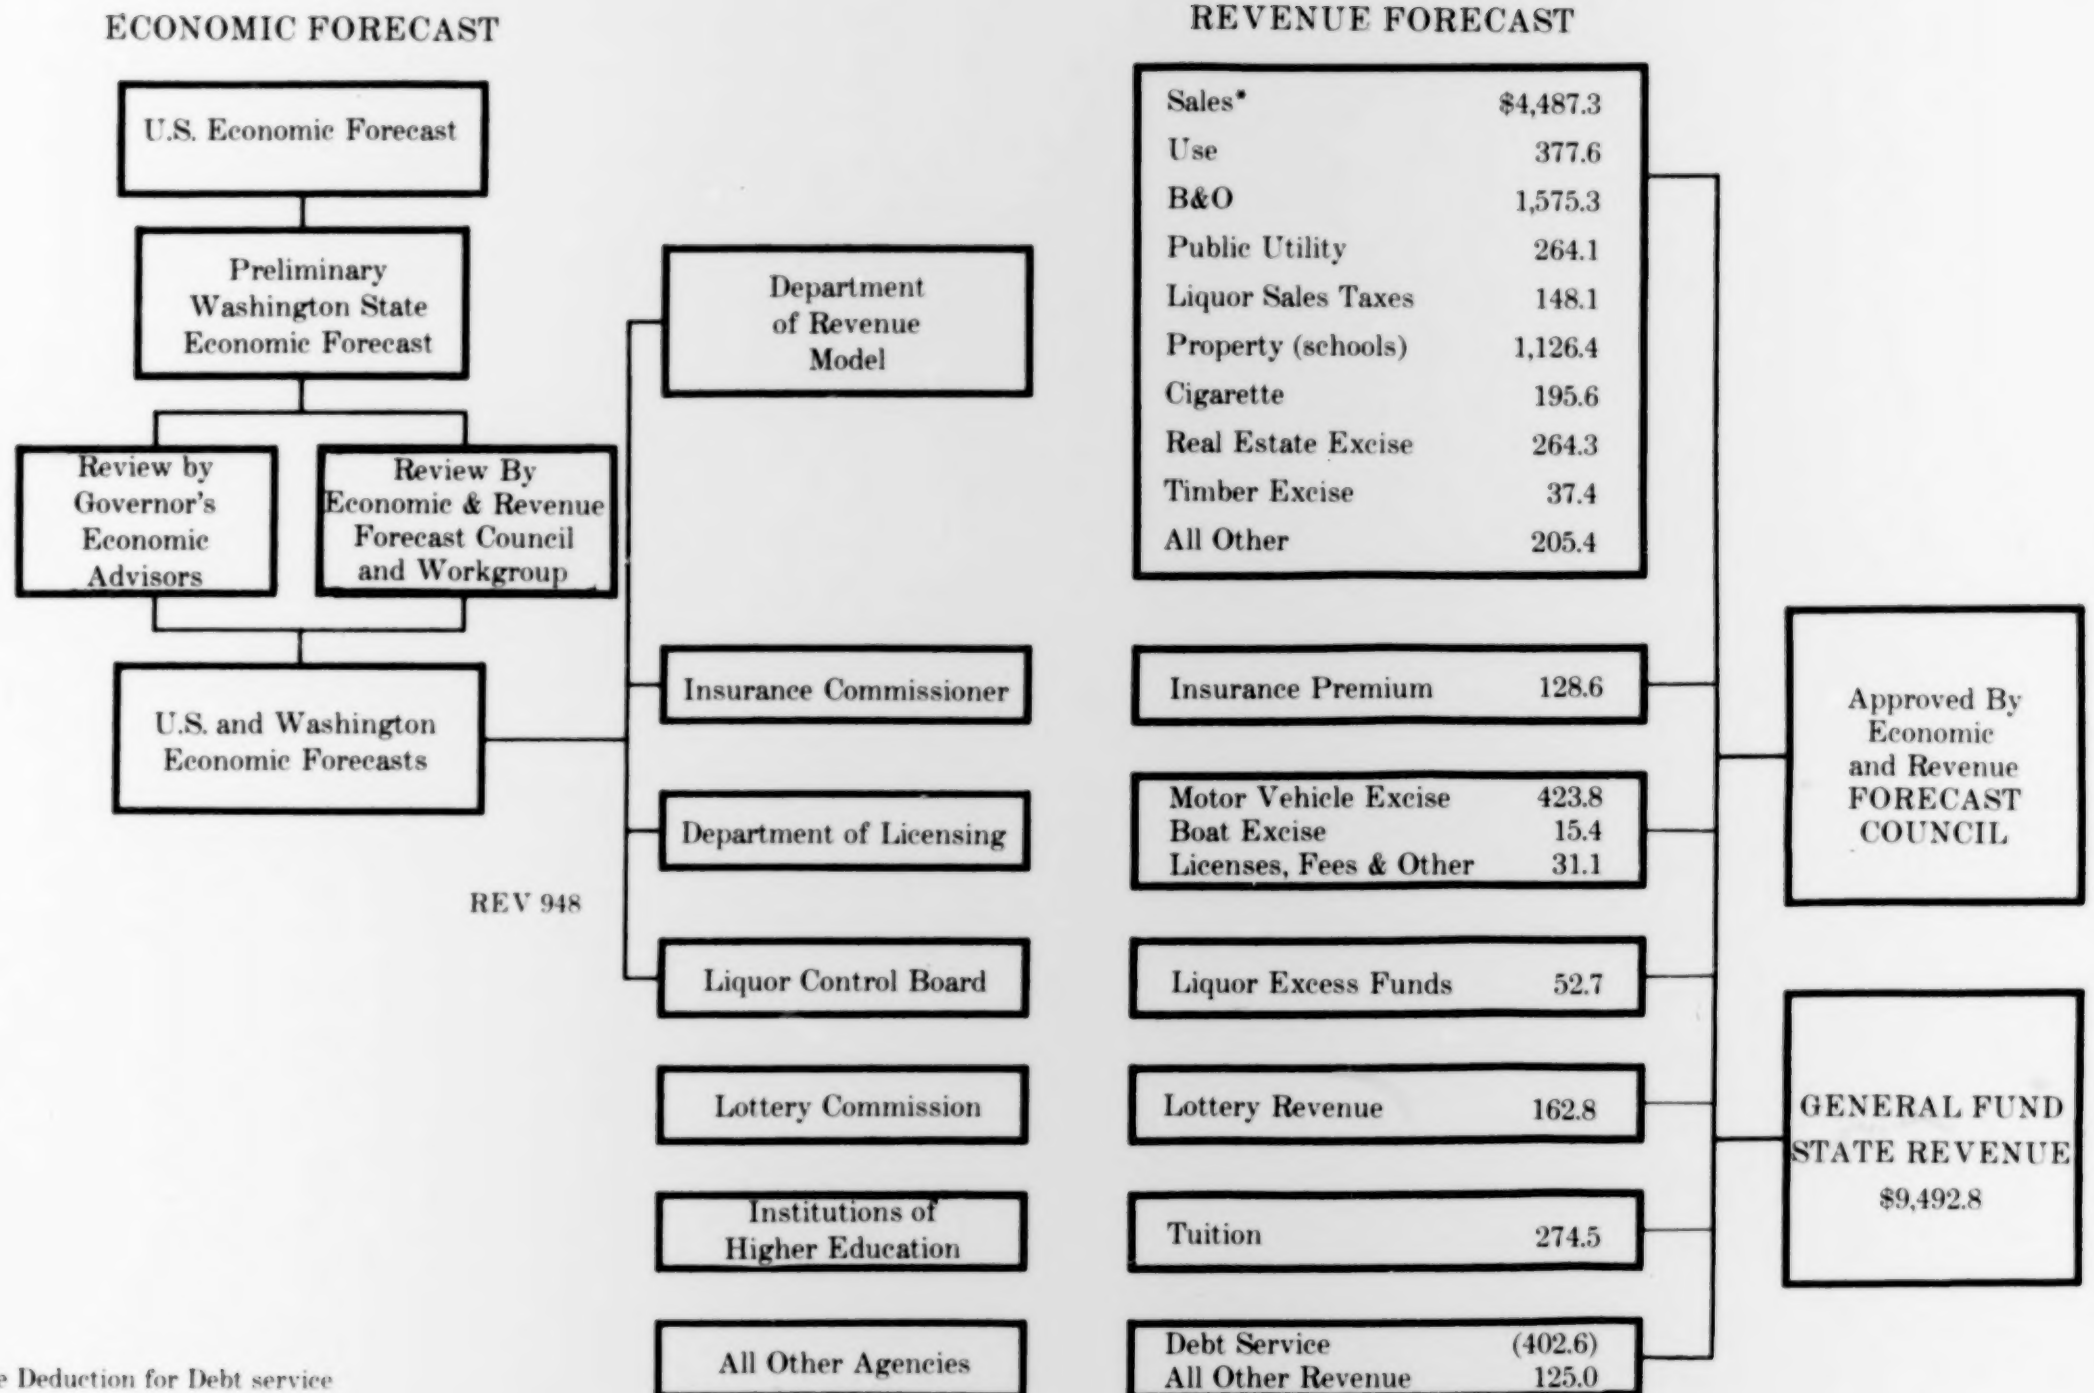 ECONOMIC FORECAST
U.S. Economic Forecast
Preliminary
Washington State
Economic Forecast
Review by
Governor's
Economic
Advisors
Review By
Economic & Revenue
Forecast Council
and Workgroup
U.S. and Washington
Economic Forecasts
REV 948
Department
of Revenue
Model
Insurance Commissioner
Department of Licensing
Liquor Control Board
Lottery Commission
Institutions of
Higher Education
All Other Agencies
REVENUE FORECAST
Sales* $4,487.3
Use 377.6
B&O 1,575.3
Public Utility 264.1
Liquor Sales Taxes 148.1
Property (schools) 1,126.4
Cigarette 195.6
Real Estate Excise 264.3
Timber Excise 37.4
All Other 205.4
Insurance Premium 128.6
Motor Vehicle Excise 423.8
Boat Excise 15.4
Licenses, Fees & Other 31.1
Liquor Excess Funds 52.7
Lottery Revenue 162.8
Tuition 274.5
Debt Service (402.6)
All Other Revenue 125.0
Approved By
Economic
and Revenue
FORECAST
COUNCIL
GENERAL FUND
STATE REVENUE
$9,492.8
Deduction for Debt service